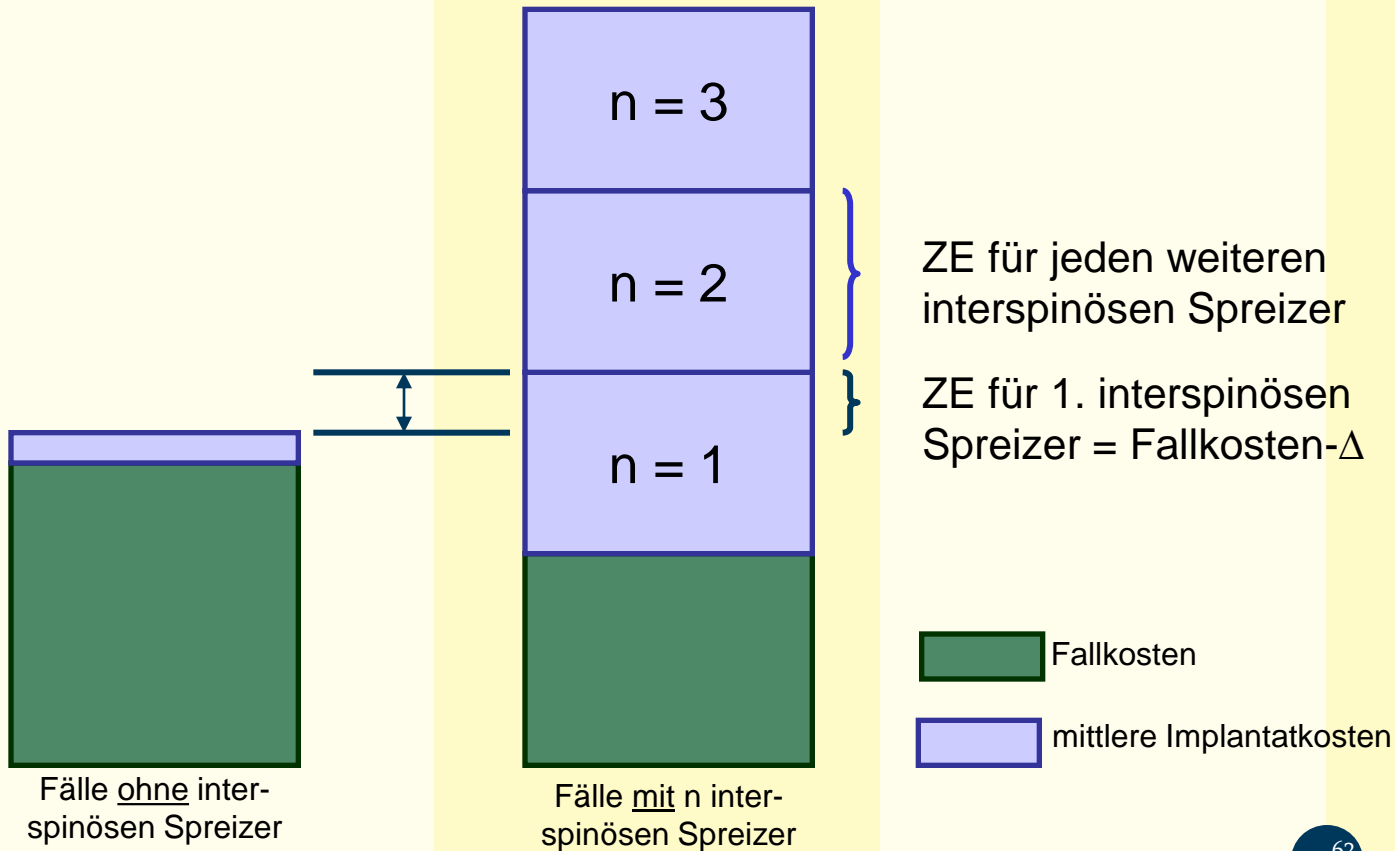 n = 3
n = 2
n = 1
ZE für jeden weiteren
interspinösen Spreizer
ZE für 1. interspinösen
Spreizer = Fallkosten-Δ
Fallkosten
mittlere Implantatkosten
Fälle ohne inter-
spinösen Spreizer
Fälle mit n inter-
spinösen Spreizer
62